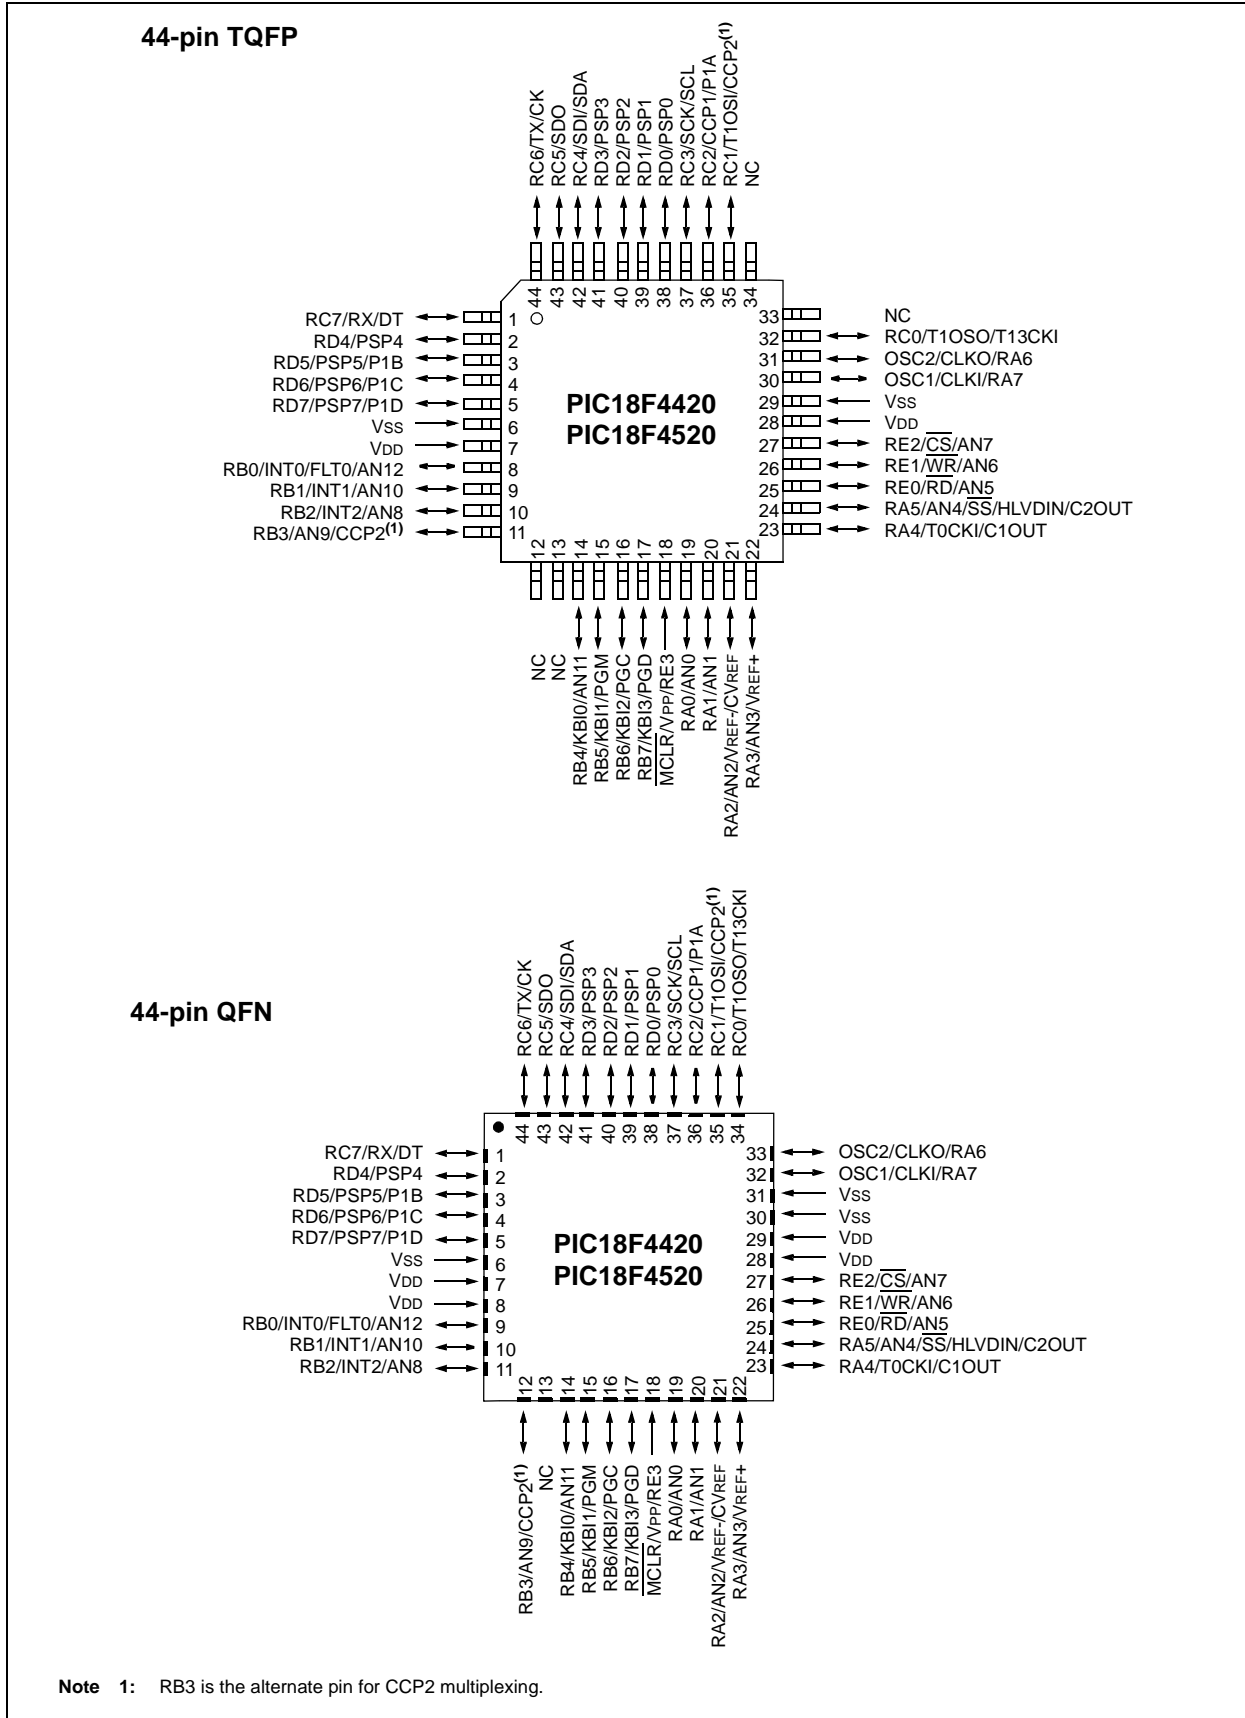 44-pin TQFP
RC6/TX/CK
RC5/SDO
RC4/SDI/SDA
RD3/PSP3
RD2/PSP2
RD1/PSP1
RD0/PSP0
RC3/SCK/SCL
RC2/CCP1/P1A
RC1/T1OSI/CCP2(1)
NC
44
43
42
41
40
39
38
37
36
35
34
RC7/RX/DT 1
RD4/PSP4 2
RD5/PSP5/P1B 3
RD6/PSP6/P1C 4
RD7/PSP7/P1D 5
VSS 6
VDD 7
RB0/INT0/FLT0/AN12 8
RB1/INT1/AN10 9
RB2/INT2/AN8 10
RB3/AN9/CCP2(1) 11
PIC18F4420
PIC18F4520
33 NC
32 RC0/T1OSO/T13CKI
31 OSC2/CLKO/RA6
30 OSC1/CLKI/RA7
29 VSS
28 VDD
27 RE2/CS/AN7
26 RE1/WR/AN6
25 RE0/RD/AN5
24 RA5/AN4/SS/HLVDIN/C2OUT
23 RA4/T0CKI/C1OUT
12
13
14
15
16
17
18
19
20
21
22
NC
NC
RB4/KBI0/AN11
RB5/KBI1/PGM
RB6/KBI2/PGC
RB7/KBI3/PGD
MCLR/VPP/RE3
RA0/AN0
RA1/AN1
RA2/AN2/VREF-/CVREF
RA3/AN3/VREF+
44-pin QFN
RC6/TX/CK
RC5/SDO
RC4/SDI/SDA
RD3/PSP3
RD2/PSP2
RD1/PSP1
RD0/PSP0
RC3/SCK/SCL
RC2/CCP1/P1A
RC1/T1OSI/CCP2(1)
RC0/T1OSO/T13CKI
44
43
42
41
40
39
38
37
36
35
34
RC7/RX/DT 1
RD4/PSP4 2
RD5/PSP5/P1B 3
RD6/PSP6/P1C 4
RD7/PSP7/P1D 5
VSS 6
VDD 7
VDD 8
RB0/INT0/FLT0/AN12 9
RB1/INT1/AN10 10
RB2/INT2/AN8 11
PIC18F4420
PIC18F4520
33 OSC2/CLKO/RA6
32 OSC1/CLKI/RA7
31 VSS
30 VSS
29 VDD
28 VDD
27 RE2/CS/AN7
26 RE1/WR/AN6
25 RE0/RD/AN5
24 RA5/AN4/SS/HLVDIN/C2OUT
23 RA4/T0CKI/C1OUT
12
13
14
15
16
17
18
19
20
21
22
RB3/AN9/CCP2(1)
NC
RB4/KBI0/AN11
RB5/KBI1/PGM
RB6/KBI2/PGC
RB7/KBI3/PGD
MCLR/VPP/RE3
RA0/AN0
RA1/AN1
RA2/AN2/VREF-/CVREF
RA3/AN3/VREF+
Note 1: RB3 is the alternate pin for CCP2 multiplexing.